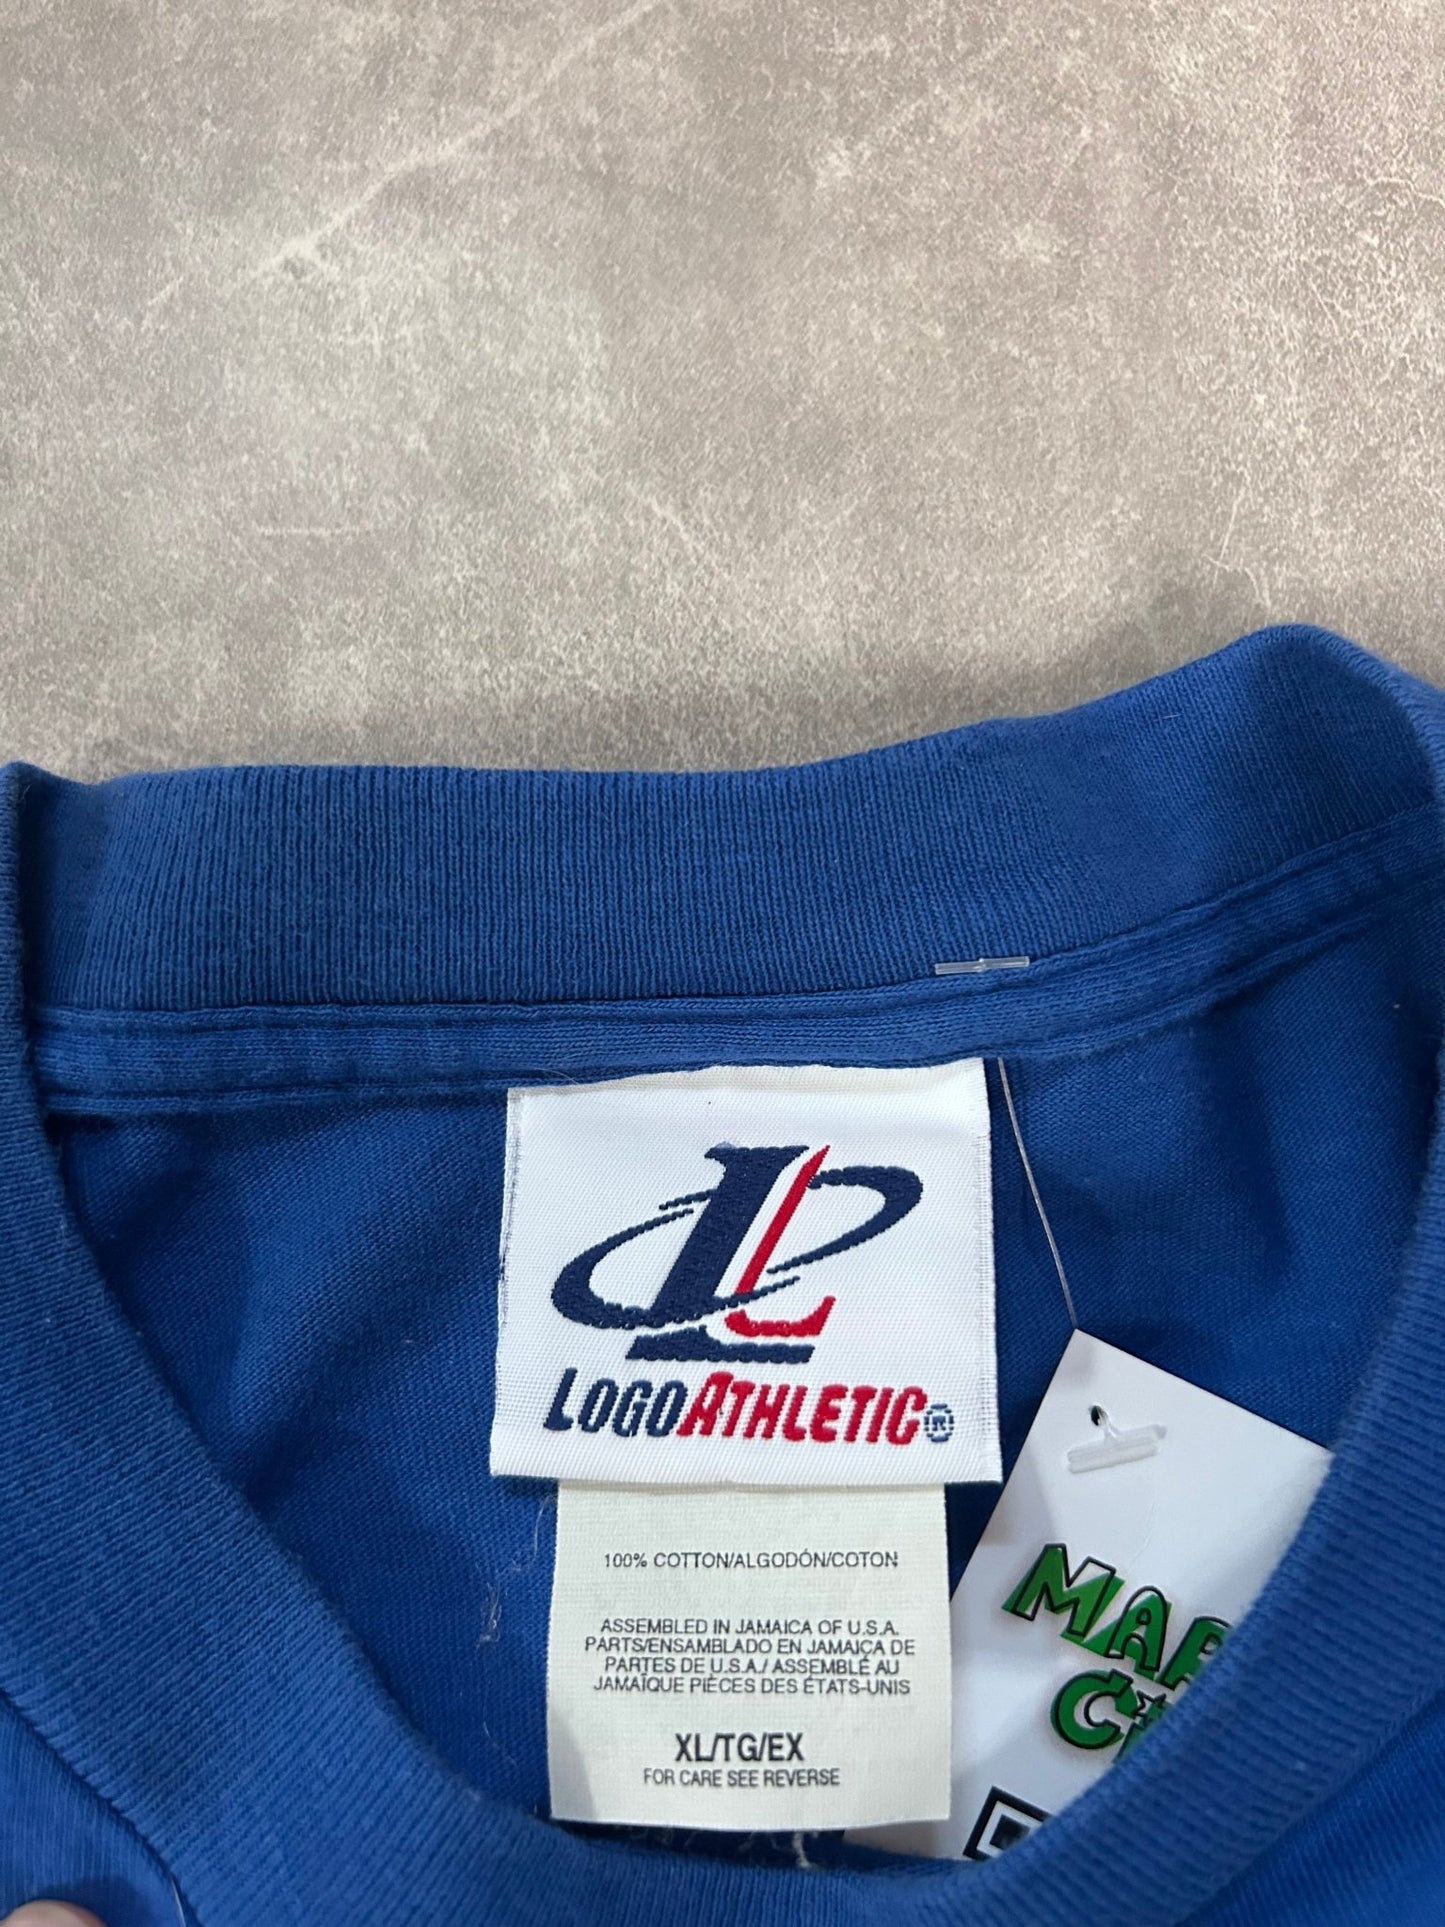 LOGOATHLETIC®
100% COTTON/ALGODÓN/COTON
ASSEMBLED IN JAMAICA OF U.S.A.
PARTS/ENSAMBLADO EN JAMAICA DE
PARTES DE U.S.A./ ASSEMBLÉ AU
JAMAÏQUE PIÈCES DES ÉTATS-UNIS
XL/TG/EX
FOR CARE SEE REVERSE